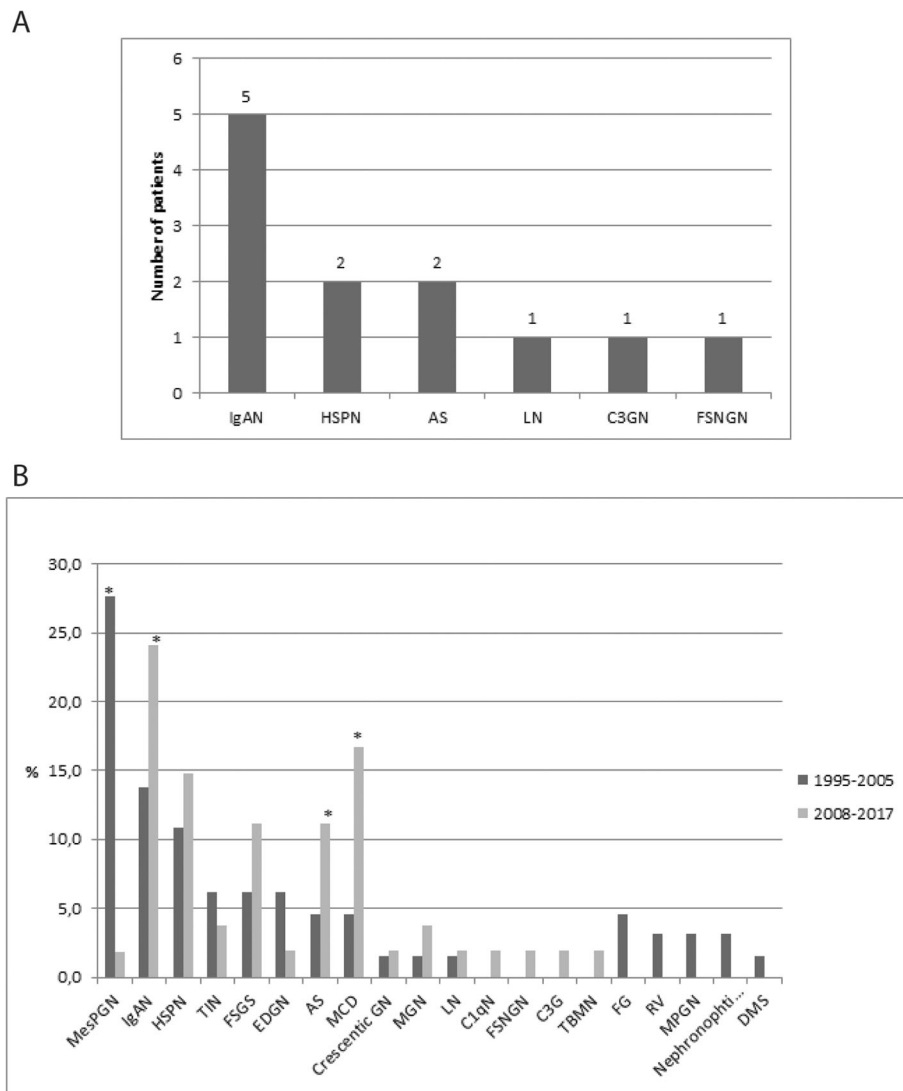 A
Number of patients
6
5
4
3
2
1
0
5
2
2
1
1
1
IgAN
HSPN
AS
LN
C3GN
FSNGN
B
%
30,0
25,0
20,0
15,0
10,0
5,0
0,0
*
*
*
*
MesPGN
IgAN
HSPN
TIN
FSGS
EDGN
AS
MCD
Crescentic GN
MGN
LN
C1qN
FSNGN
C3G
TBMN
FG
RV
MPGN
Nephronophti...
DMS
1995-2005
2008-2017